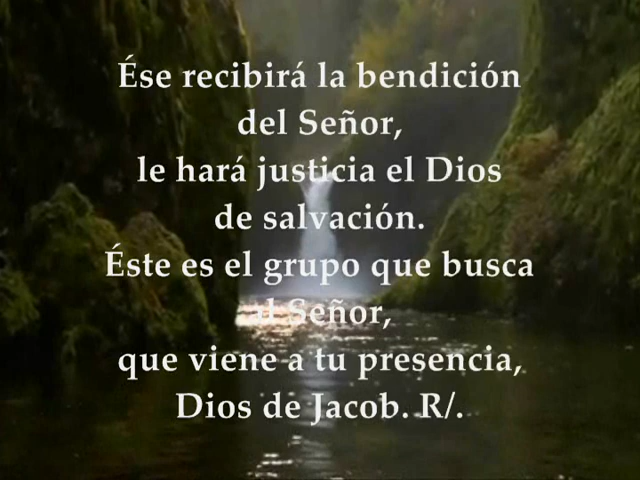 Ése recibirá la bendición
del Señor,
le hará justicia el Dios
de salvación.
Éste es el grupo que busca
al Señor,
que viene a tu presencia,
Dios de Jacob. R/.